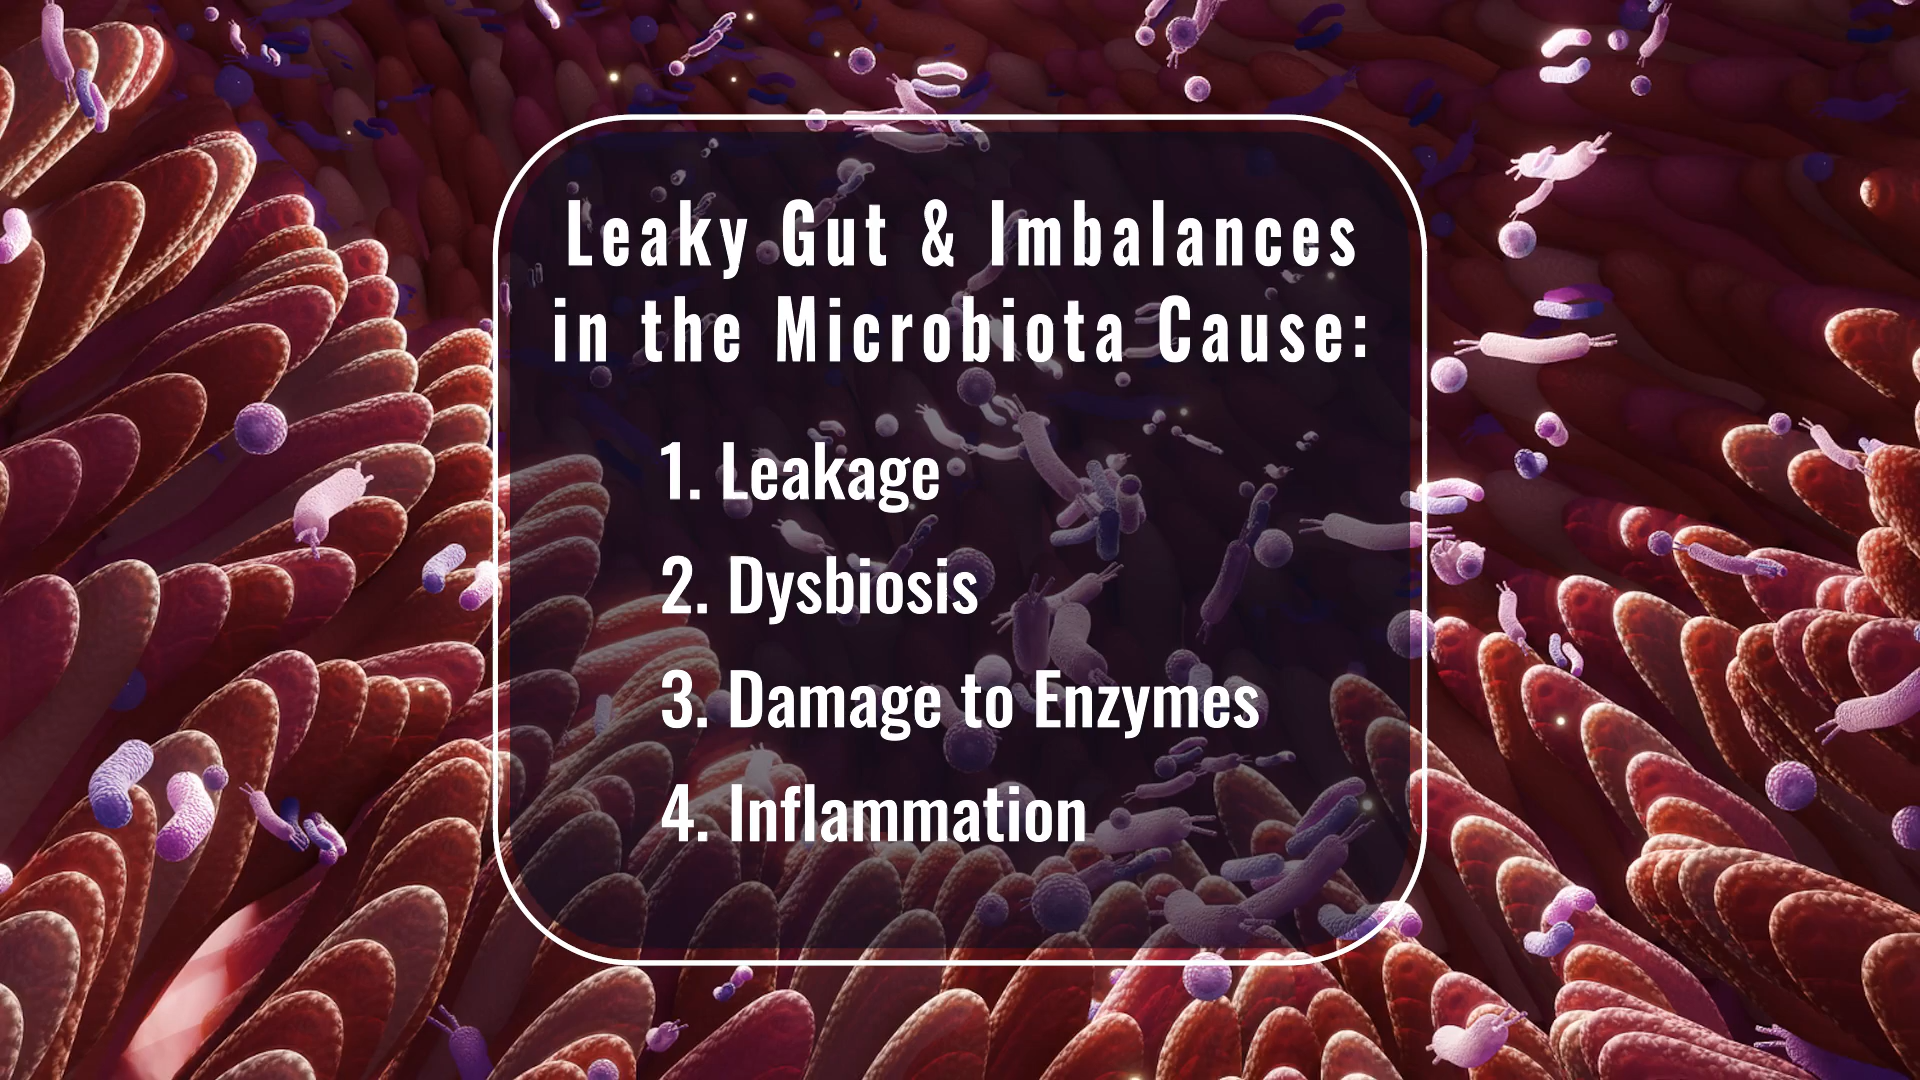 Leaky Gut & Imbalances
in the Microbiota Cause:
1. Leakage
2. Dysbiosis
3. Damage to Enzymes
4. Inflammation